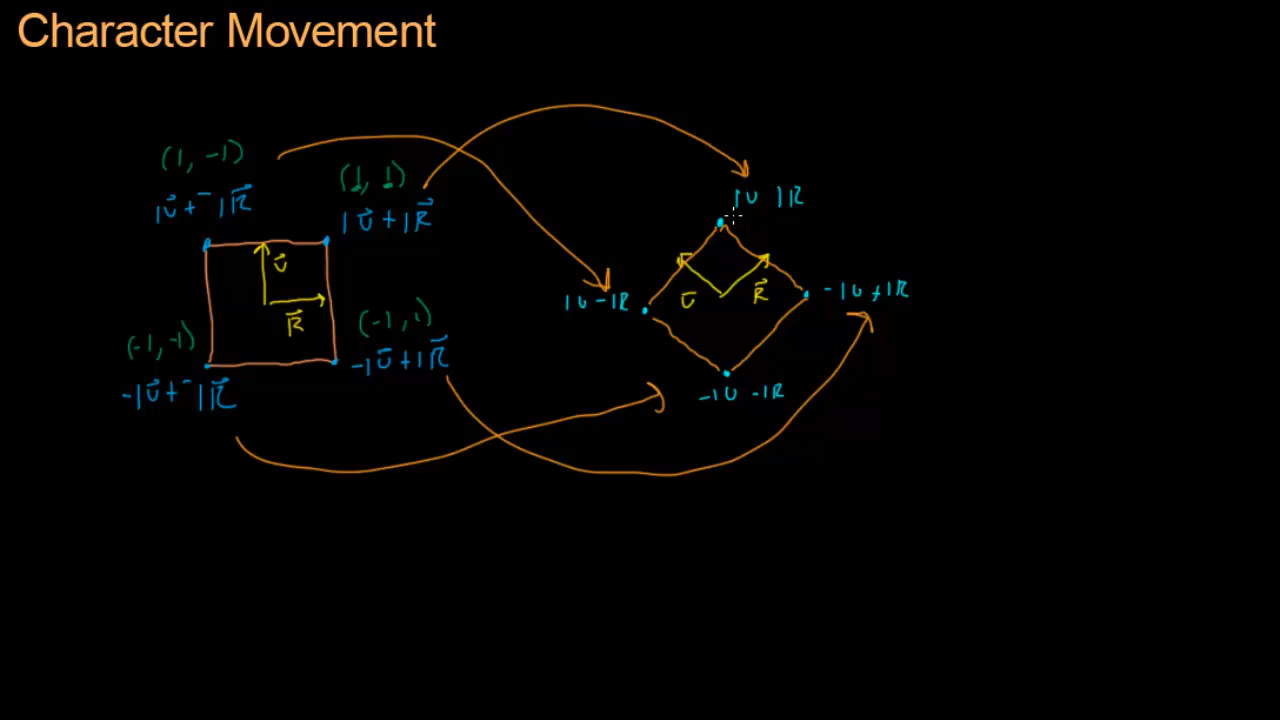 Character Movement
(1, -1)
1U⃗ + -1R⃗
(1, 1)
1U⃗ + 1R⃗
1U 1R
U⃗
R⃗
(-1, -1)
-1U⃗ + -1R⃗
(-1, 1)
-1U⃗ + 1R⃗
1U -1R
U
R⃗
-1U + 1R
-1U -1R